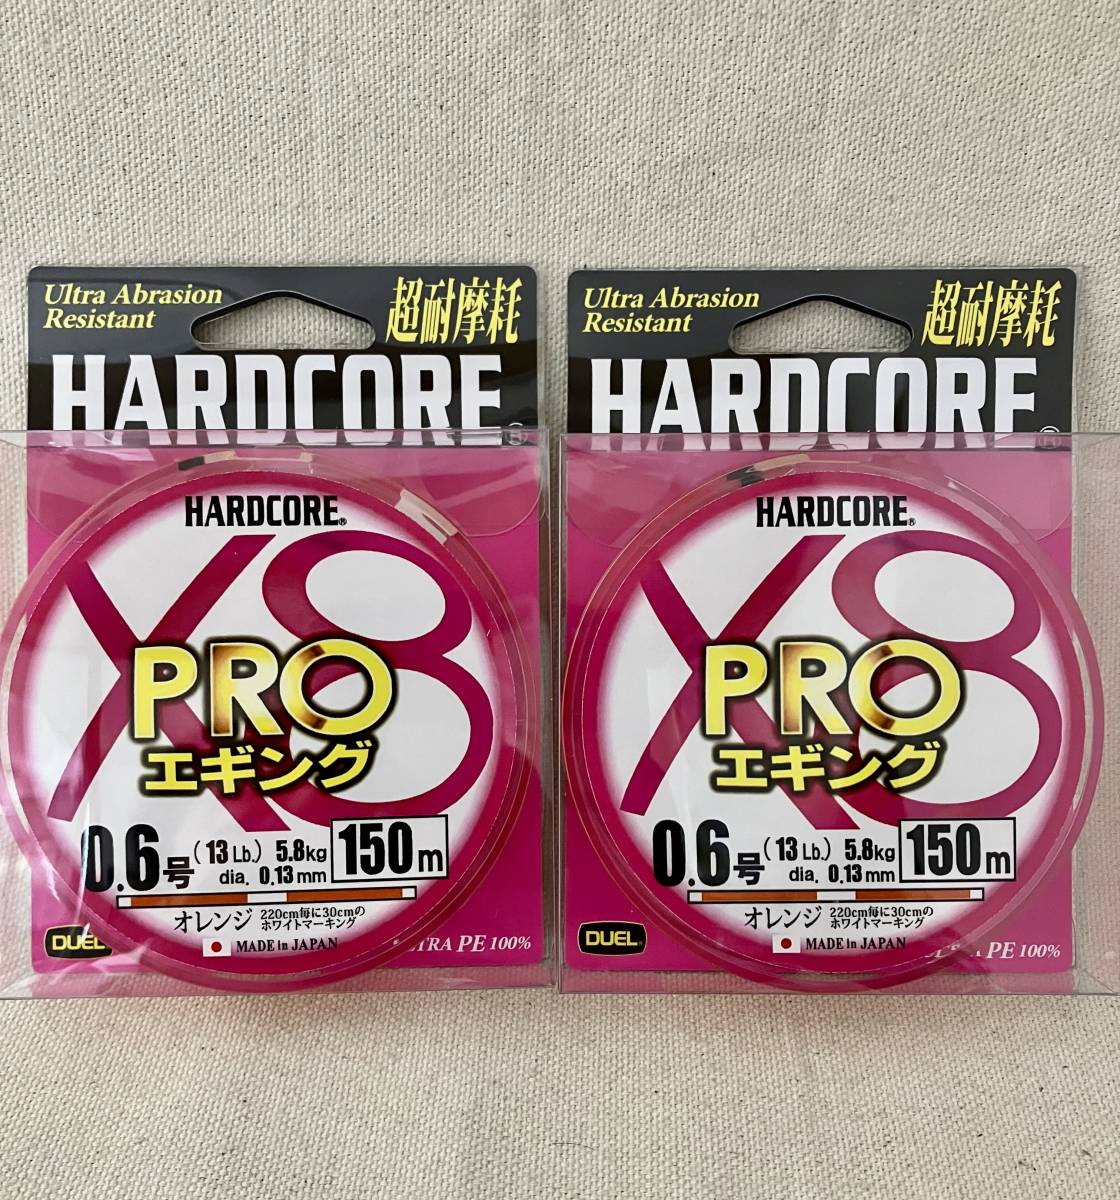 Ultra Abrasion
Resistant
超耐摩耗
HARDCORE®
HARDCORE®
X8
PRO
エギング
0.6号 (13Lb.) 5.8kg
dia. 0.13mm
150m
オレンジ 220cm毎に30cmの
ホワイトマーキング
MADE in JAPAN
DUEL
PE 100%
Ultra Abrasion
Resistant
超耐摩耗
HARDCORE®
HARDCORE®
X8
PRO
エギング
0.6号 (13Lb.) 5.8kg
dia. 0.13mm
150m
オレンジ 220cm毎に30cmの
ホワイトマーキング
MADE in JAPAN
DUEL®
PE 100%